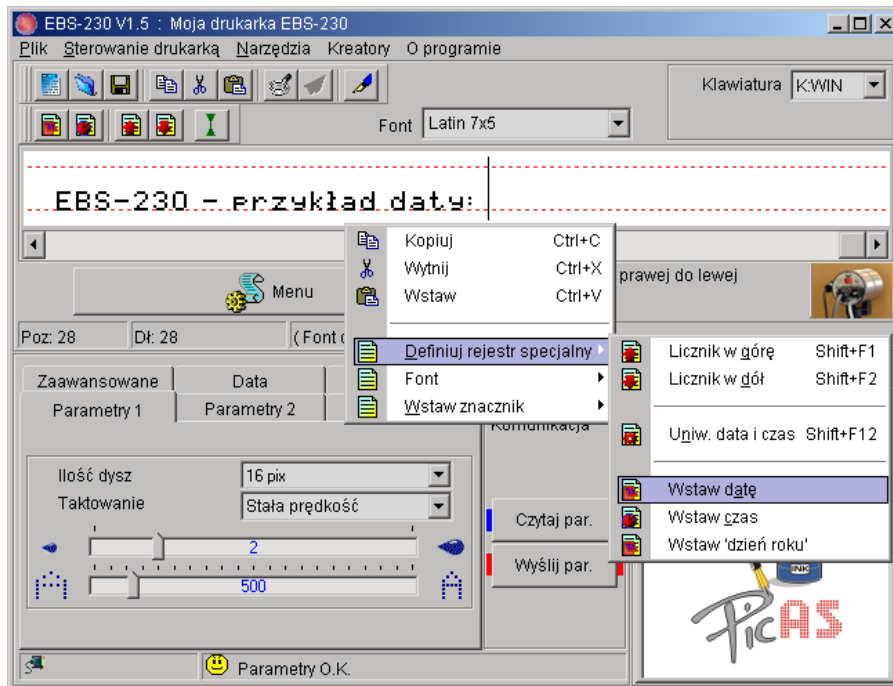 EBS-230 V1.5 : Moja drukarka EBS-230
Plik Sterowanie drukarką Narzędzia Kreatory O programie
Klawiatura K:WIN
Font Latin 7x5
EBS-230 - przykład daty:
Kopiuj Ctrl+C
Wytnij Ctrl+X
Wstaw Ctrl+V
Menu
prawej do lewej
Poz: 28 Dł: 28 ( Font
Definiuj rejestr specjalny
Font
Wstaw znacznik
Licznik w górę Shift+F1
Licznik w dół Shift+F2
Uniw. data i czas Shift+F12
Wstaw datę
Wstaw czas
Wstaw 'dzień roku'
Zaawansowane Data
Parametry 1 Parametry 2
Komunikacja
Ilość dysz 16 pix
Taktowanie Stała prędkość
2
500
Czytaj par.
Wyślij par.
INK
PicAS
Parametry O.K.